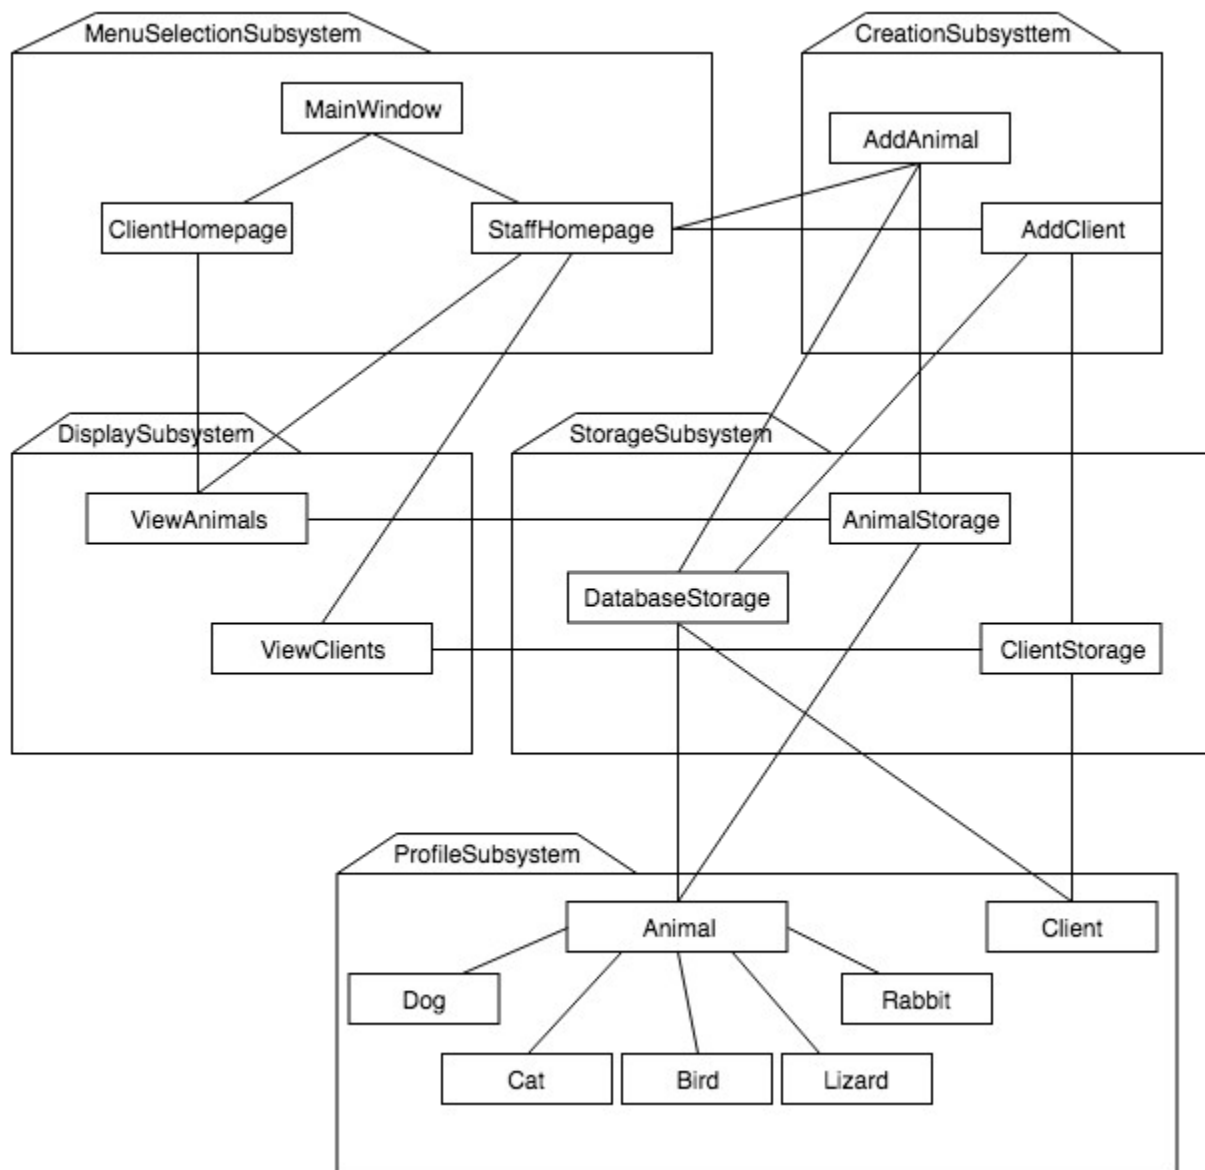 MenuSelectionSubsystem
CreationSubsysttem
MainWindow
AddAnimal
ClientHomepage
StaffHomepage
AddClient
DisplaySubsystem
StorageSubsystem
ViewAnimals
AnimalStorage
DatabaseStorage
ViewClients
ClientStorage
ProfileSubsystem
Animal
Client
Dog
Rabbit
Cat
Bird
Lizard